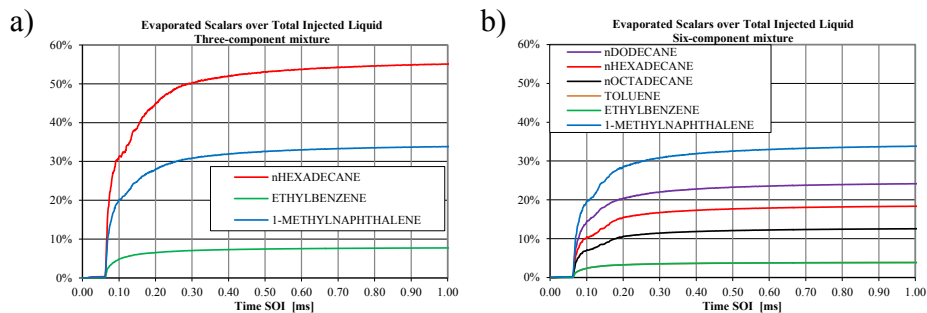 a)
Evaporated Scalars over Total Injected Liquid
Three-component mixture
60%
50%
40%
30%
20%
10%
0%
nHEXADECANE
ETHYLBENZENE
1-METHYLNAPHTHALENE
0.00 0.10 0.20 0.30 0.40 0.50 0.60 0.70 0.80 0.90 1.00
Time SOI [ms]
b)
Evaporated Scalars over Total Injected Liquid
Six-component mixture
60%
50%
40%
30%
20%
10%
0%
nDODECANE
nHEXADECANE
nOCTADECANE
TOLUENE
ETHYLBENZENE
1-METHYLNAPHTHALENE
0.00 0.10 0.20 0.30 0.40 0.50 0.60 0.70 0.80 0.90 1.00
Time SOI [ms]